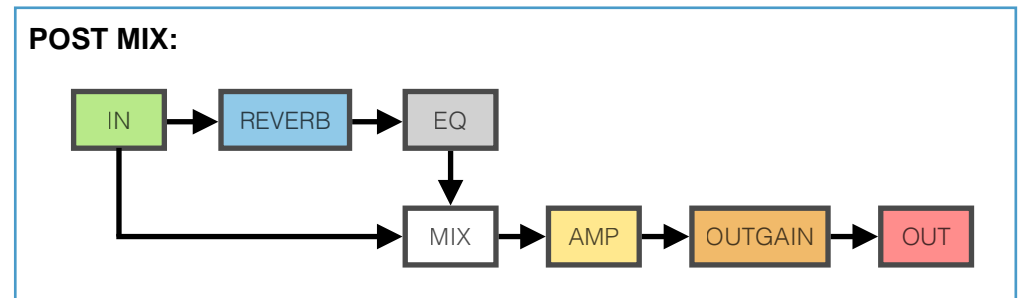 POST MIX:
IN
REVERB
EQ
MIX
AMP
OUTGAIN
OUT